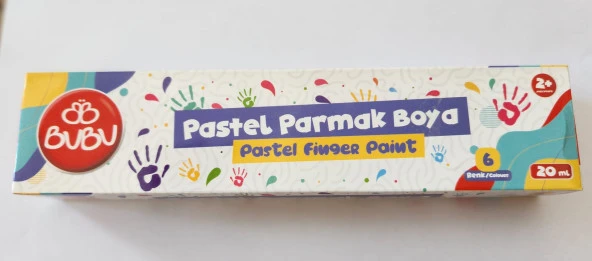 BUBU
Pastel Parmak Boya
Pastel Finger Paint
2+
6
Renk/Colours
20 mL